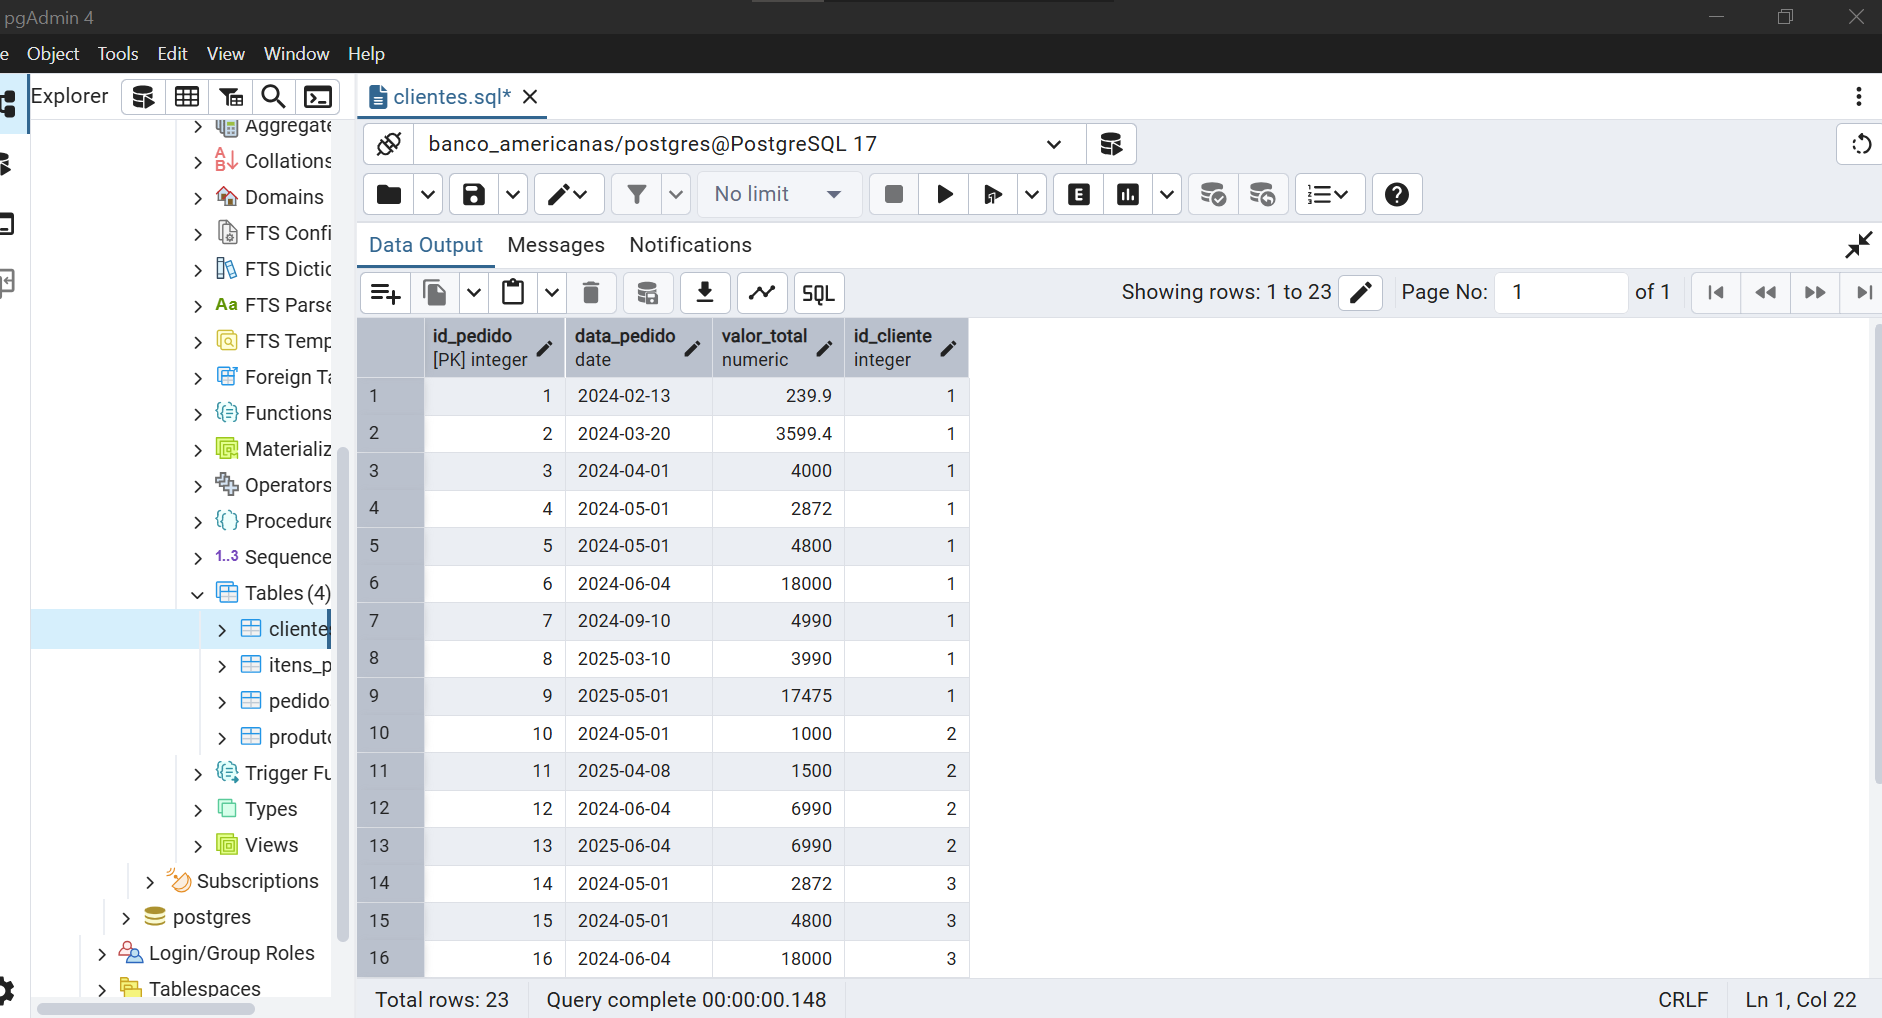 pgAdmin 4
e Object Tools Edit View Window Help
Explorer
clientes.sql*
banco_americanas/postgres@PostgreSQL 17
No limit
E
Data Output Messages Notifications
SQL
Showing rows: 1 to 23
Page No: 1 of 1
Aggregate
Collations
Domains
FTS Confi
FTS Dictio
Aa FTS Parse
FTS Temp
Foreign Ta
Functions
Materializ
Operators
Procedure
1..3 Sequence
Tables (4)
clientes
itens_p
pedido
produto
Trigger Fu
Types
Views
Subscriptions
postgres
Login/Group Roles
Tablespaces
id_pedido data_pedido valor_total id_cliente
[PK] integer date numeric integer
1 1 2024-02-13 239.9 1
2 2 2024-03-20 3599.4 1
3 3 2024-04-01 4000 1
4 4 2024-05-01 2872 1
5 5 2024-05-01 4800 1
6 6 2024-06-04 18000 1
7 7 2024-09-10 4990 1
8 8 2025-03-10 3990 1
9 9 2025-05-01 17475 1
10 10 2024-05-01 1000 2
11 11 2025-04-08 1500 2
12 12 2024-06-04 6990 2
13 13 2025-06-04 6990 2
14 14 2024-05-01 2872 3
15 15 2024-05-01 4800 3
16 16 2024-06-04 18000 3
Total rows: 23 Query complete 00:00:00.148 CRLF Ln 1, Col 22